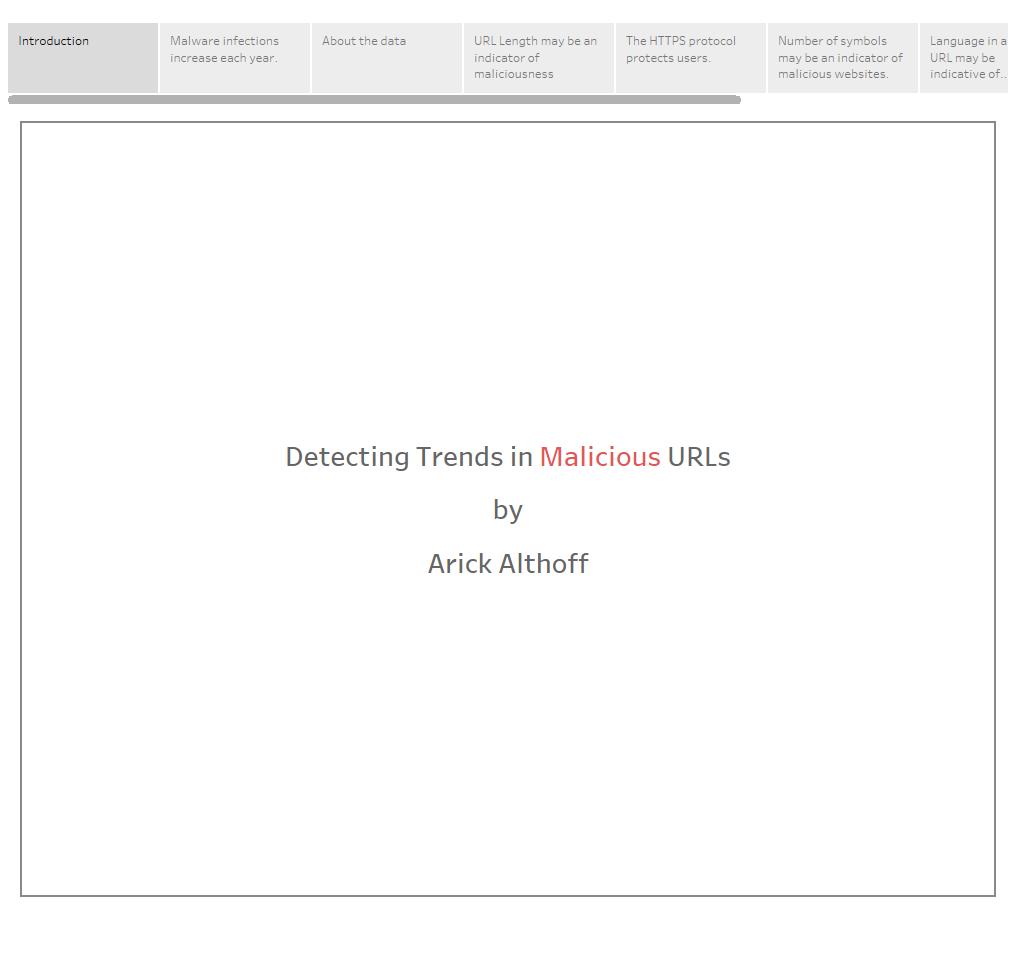 Introduction
Malware infections
increase each year.
About the data
URL Length may be an
indicator of
maliciousness
The HTTPS protocol
protects users.
Number of symbols
may be an indicator of
malicious websites.
Language in a
URL may be
indicative of..
Detecting Trends in Malicious URLs
by
Arick Althoff